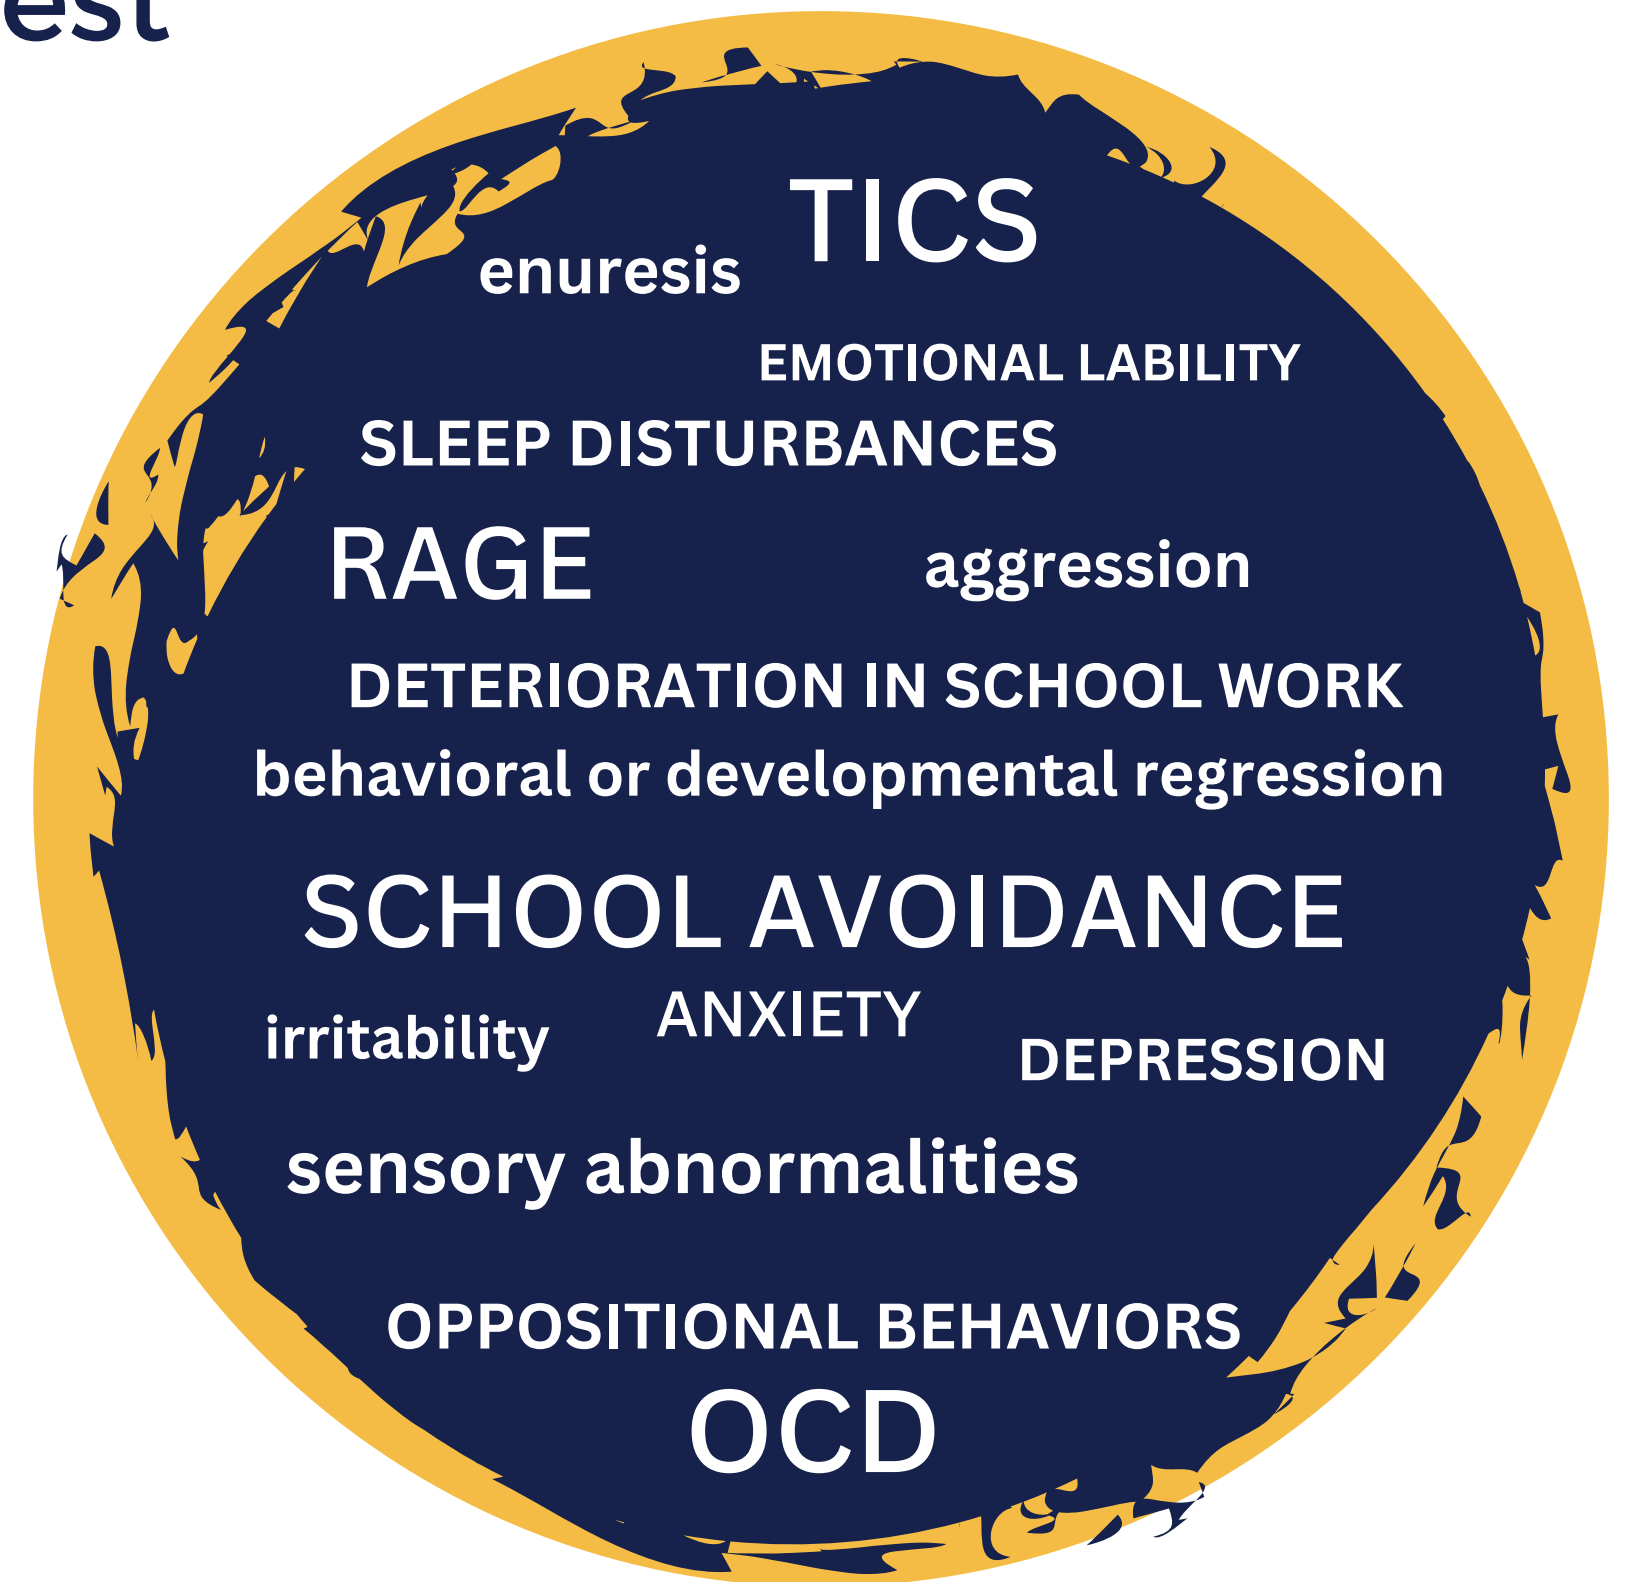 est
TICS
enuresis
EMOTIONAL LABILITY
SLEEP DISTURBANCES
RAGE
aggression
DETERIORATION IN SCHOOL WORK
behavioral or developmental regression
SCHOOL AVOIDANCE
ANXIETY
irritability
DEPRESSION
sensory abnormalities
OPPOSITIONAL BEHAVIORS
OCD